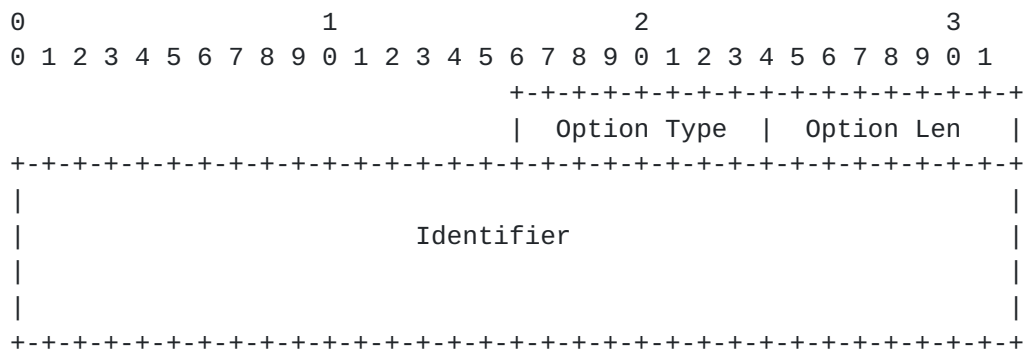 0                   1                   2                   3
0 1 2 3 4 5 6 7 8 9 0 1 2 3 4 5 6 7 8 9 0 1 2 3 4 5 6 7 8 9 0 1
                                +-+-+-+-+-+-+-+-+-+-+-+-+-+-+-+-+
                                |  Option Type  |  Option Len   |
+-+-+-+-+-+-+-+-+-+-+-+-+-+-+-+-+-+-+-+-+-+-+-+-+-+-+-+-+-+-+-+-+
|                                                               |
|                         Identifier                            |
|                                                               |
|                                                               |
+-+-+-+-+-+-+-+-+-+-+-+-+-+-+-+-+-+-+-+-+-+-+-+-+-+-+-+-+-+-+-+-+